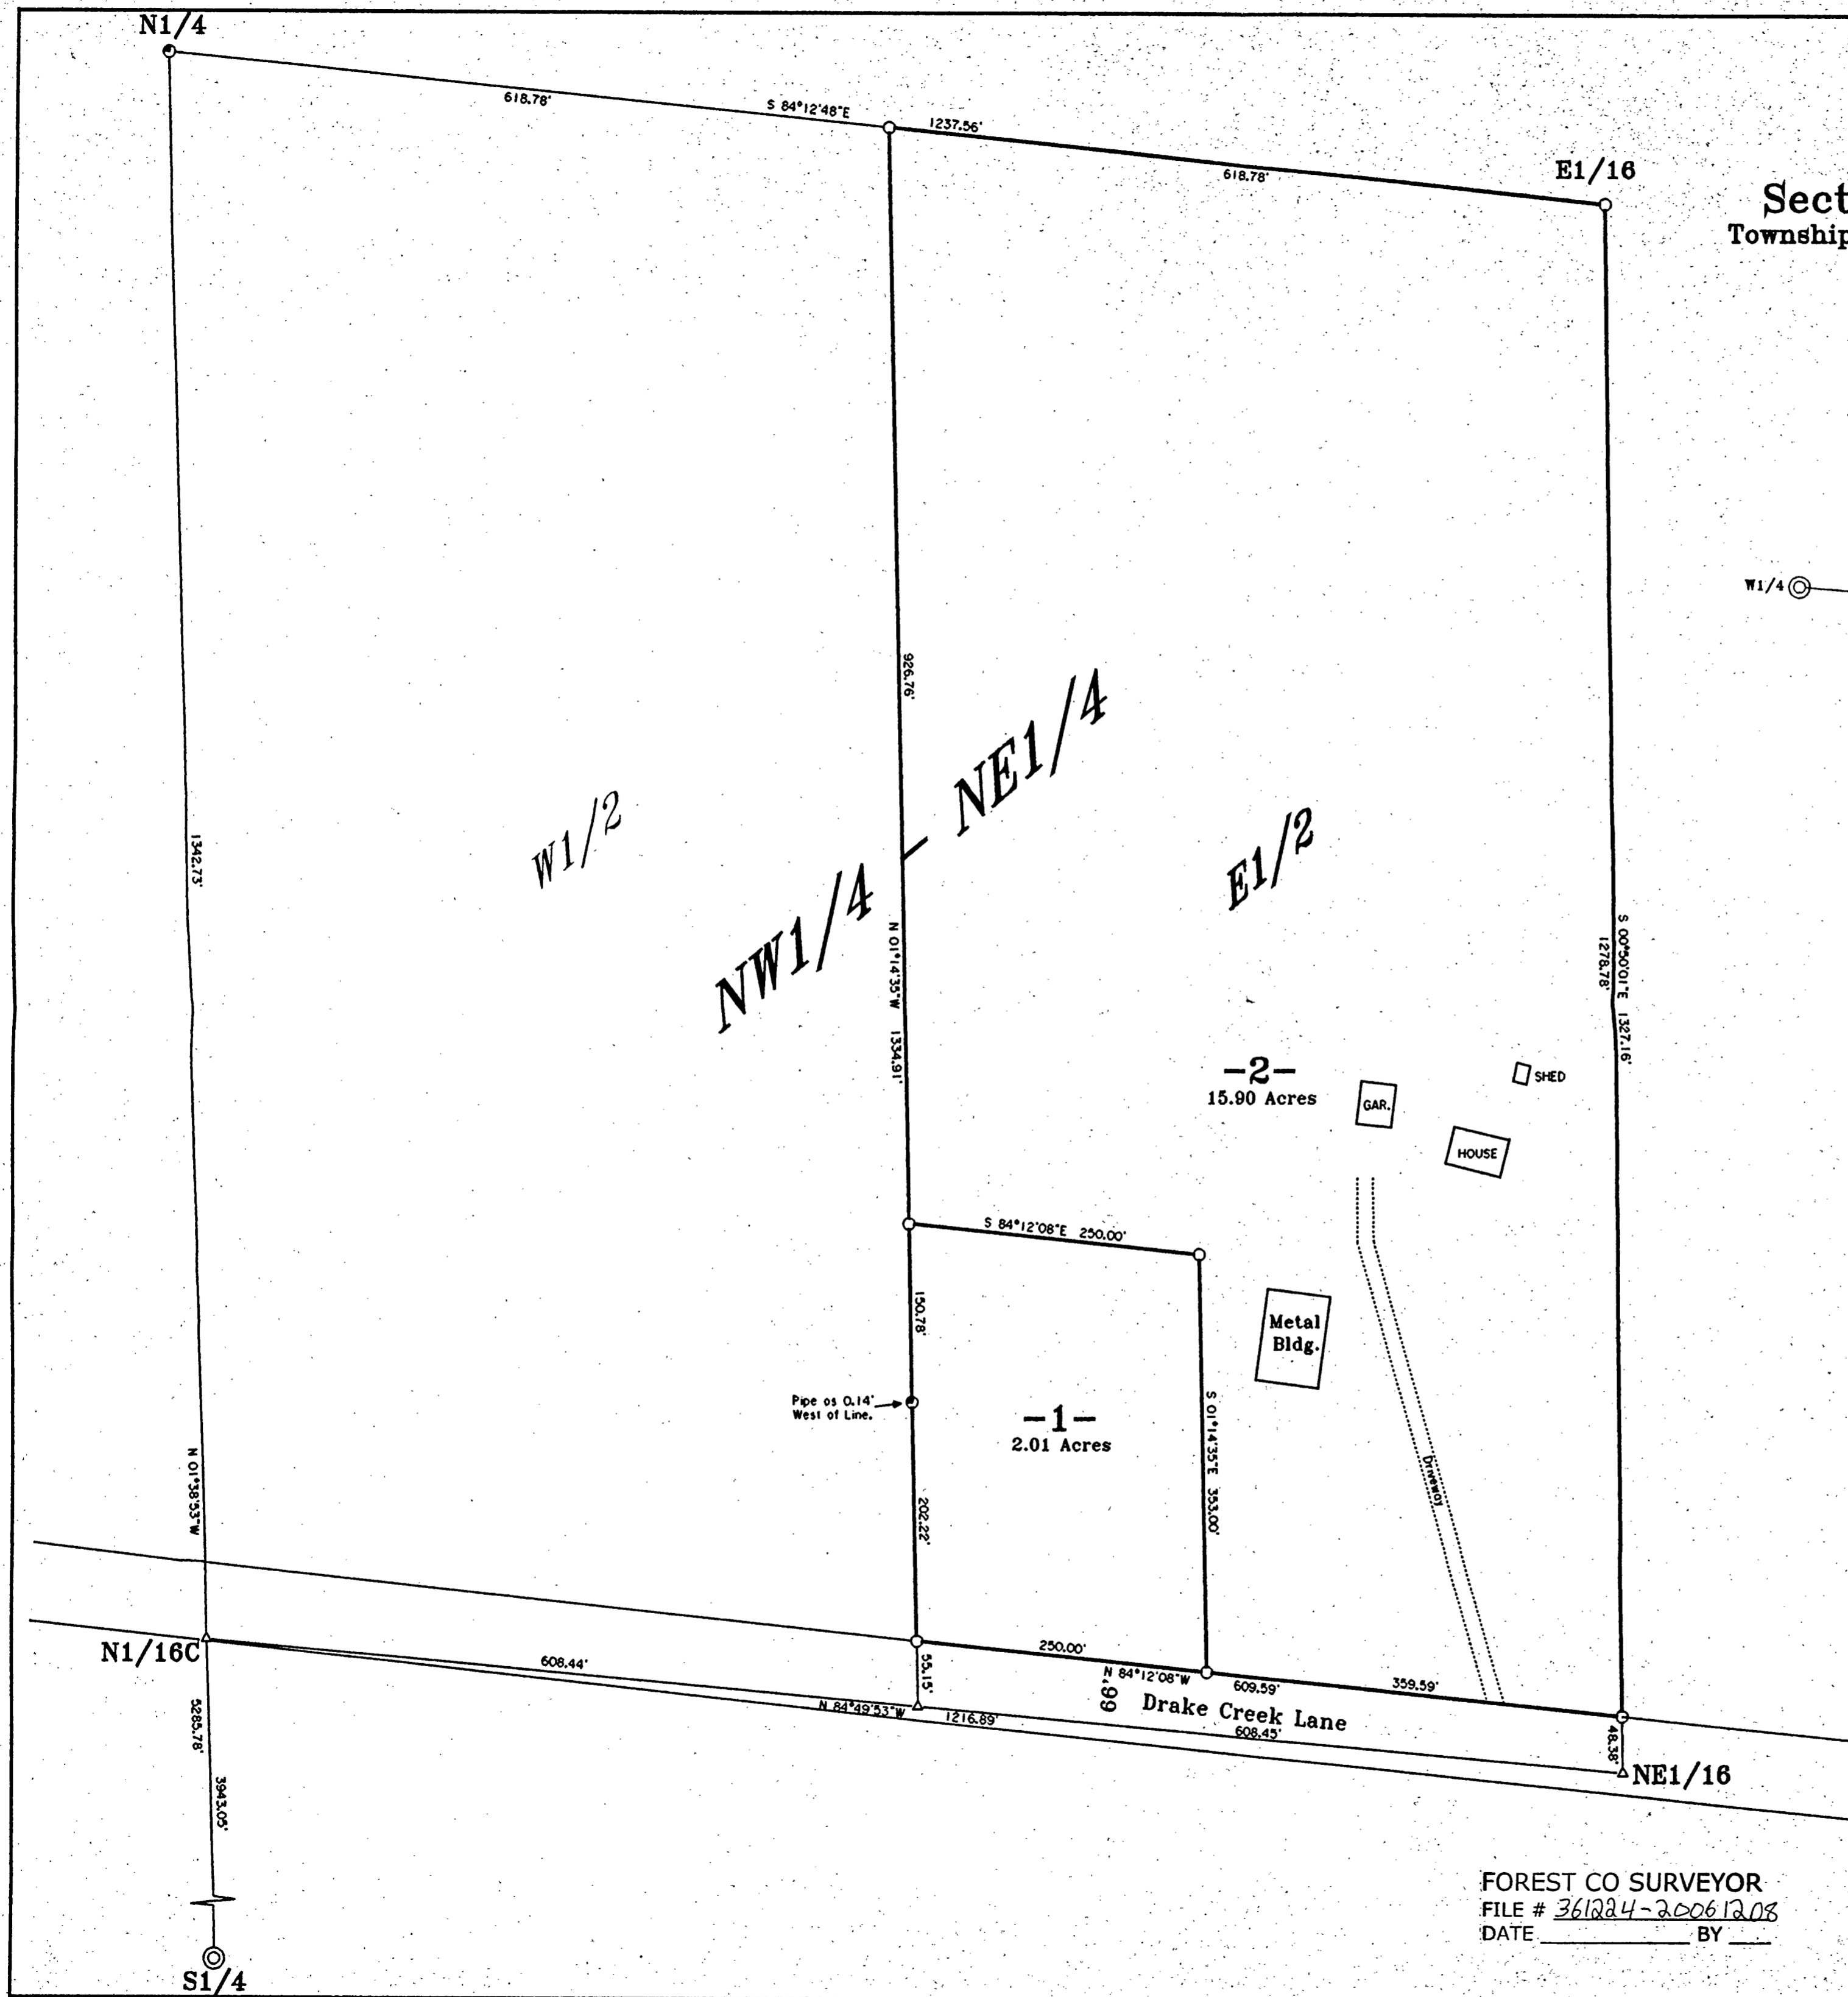 N1/4
618.78'
S 84°12'48"E
1237.56'
618.78'
E1/16
Sect
Township
W1/4
926.76'
NW1/4 - NE1/4
W1/2
E1/2
1342.73'
N 01°14'35"W 1334.91'
S 00°50'01"E 1327.16'
1278.78'
-2-
15.90 Acres
GAR.
SHED
HOUSE
S 84°12'08"E 250.00'
150.78'
Metal
Bldg.
Pipe os 0.14'
West of Line.
-1-
2.01 Acres
S 01°14'35"E 353.00'
Driveway
N 01°38'53"W
202.22'
N1/16C
608.44'
55.15'
250.00'
N 84°12'08"W
609.59'
359.59'
66'
Drake Creek Lane
N 84°49'53"W
1216.89'
608.45'
48.38'
NE1/16
5285.78'
3943.05'
S1/4
FOREST CO SURVEYOR
FILE # 361224-20061208
DATE BY